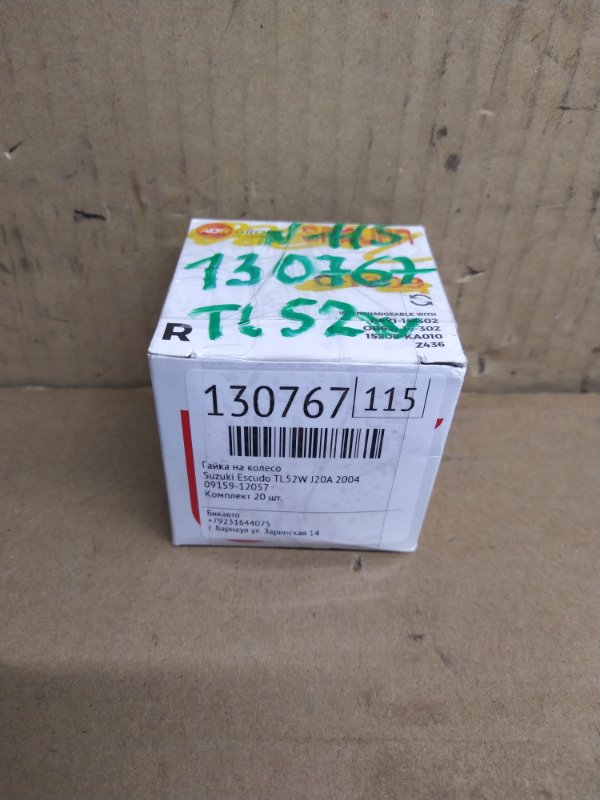 N-115
130767
TL52W
R
INTERCHANGEABLE WITH
15208-KA010
Z436
130767 115
Гайка на колесо
Suzuki Escudo TL52W J20A 2004
09159-12057
Комплект 20 шт.
Бикавто
+79231644075
г. Барнаул ул. Заринская 14